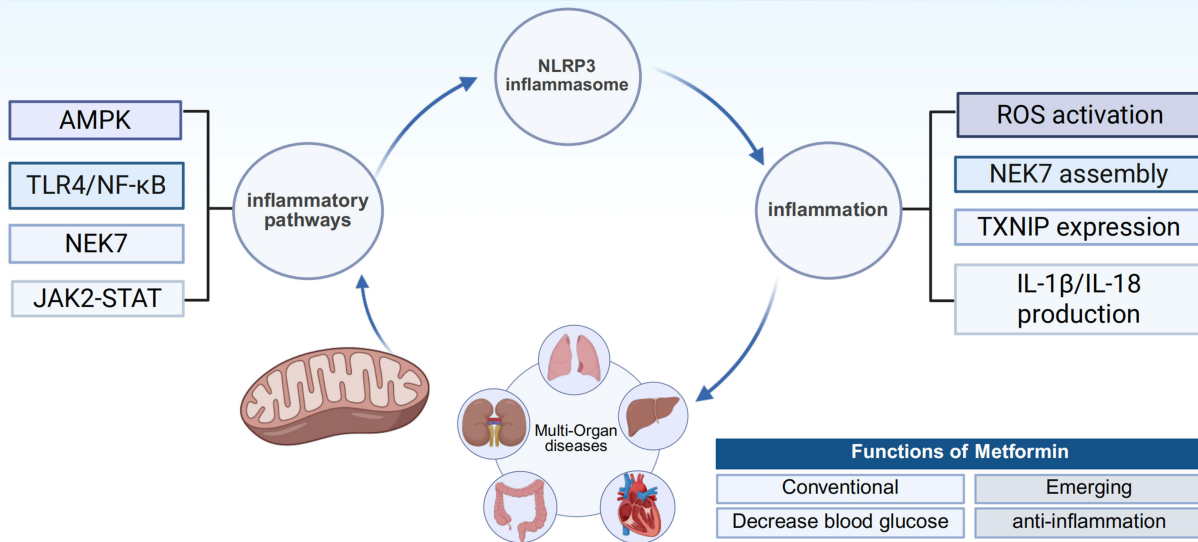 NLRP3
inflammasome
AMPK
TLR4/NF-κB
NEK7
JAK2-STAT
inflammatory
pathways
inflammation
ROS activation
NEK7 assembly
TXNIP expression
IL-1β/IL-18
production
Multi-Organ
diseases
Functions of Metformin
Conventional
Emerging
Decrease blood glucose
anti-inflammation